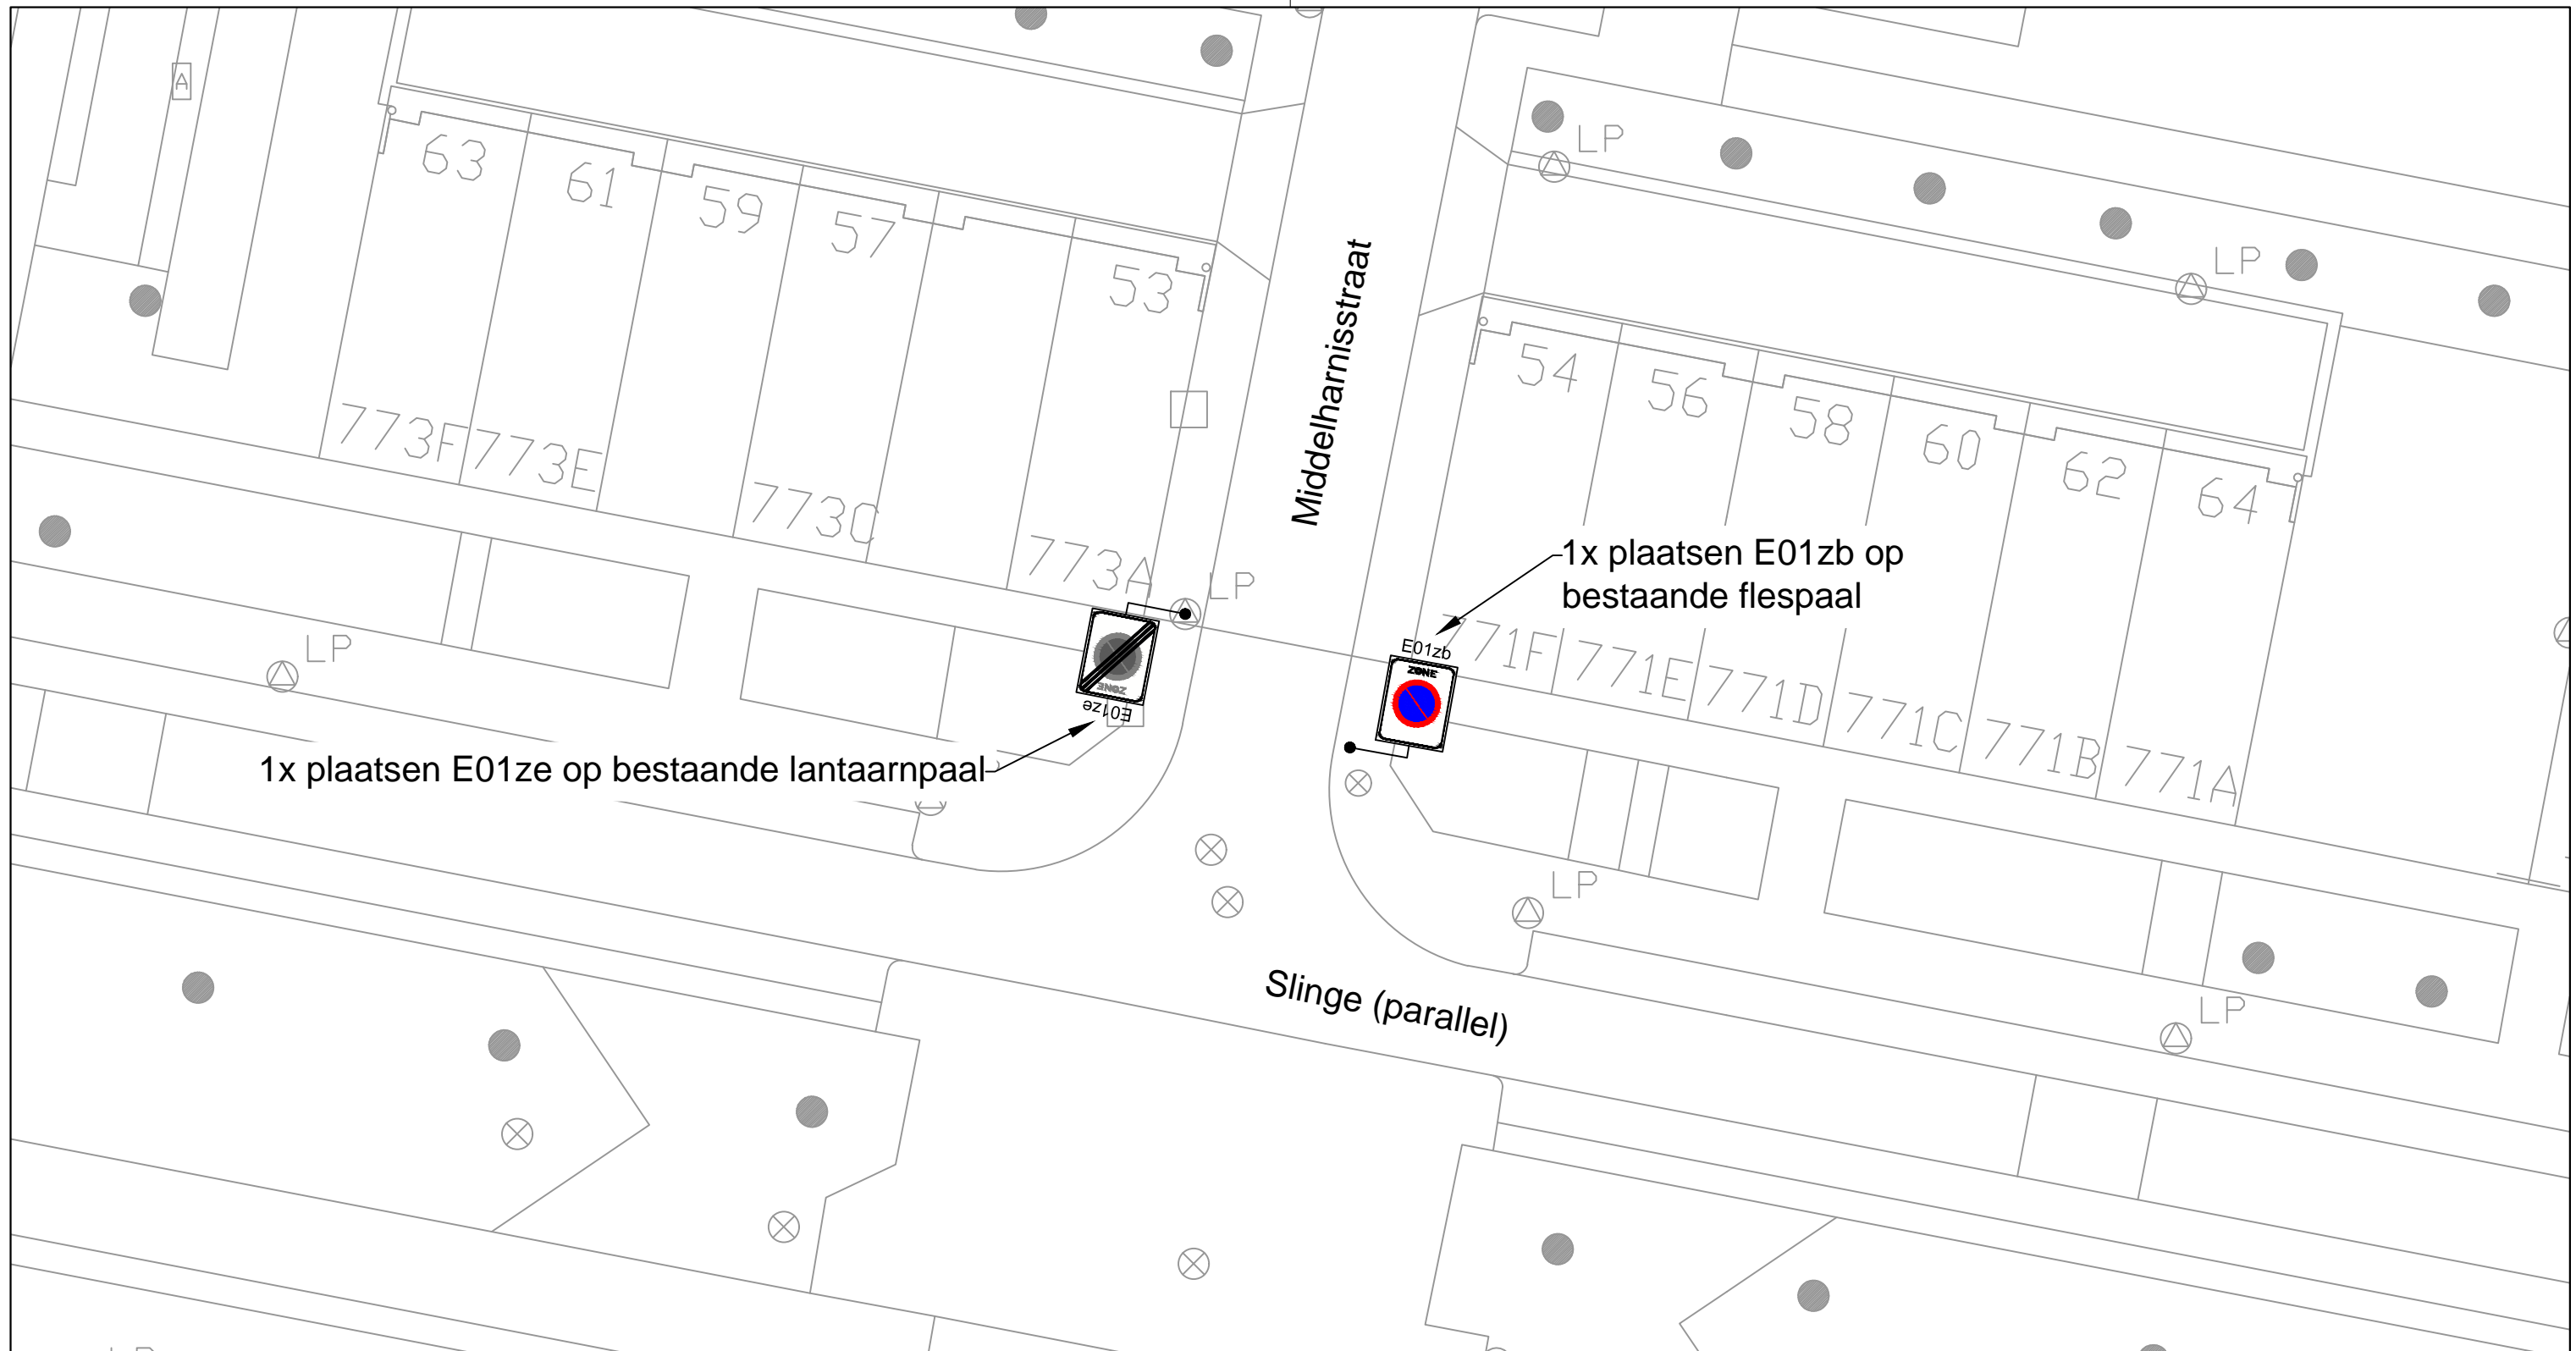 A
63
61
59
57
53
LP
LP
54
56
58
60
62
64
Middelharnisstraat
773F
773E
773C
773A
LP
1x plaatsen E01zb op
bestaande flespaal
E01zb
ZONE
771F
771E
771D
771C
771B
771A
LP
ZONE
E01ze
1x plaatsen E01ze op bestaande lantaarnpaal
LP
Slinge (parallel)
LP